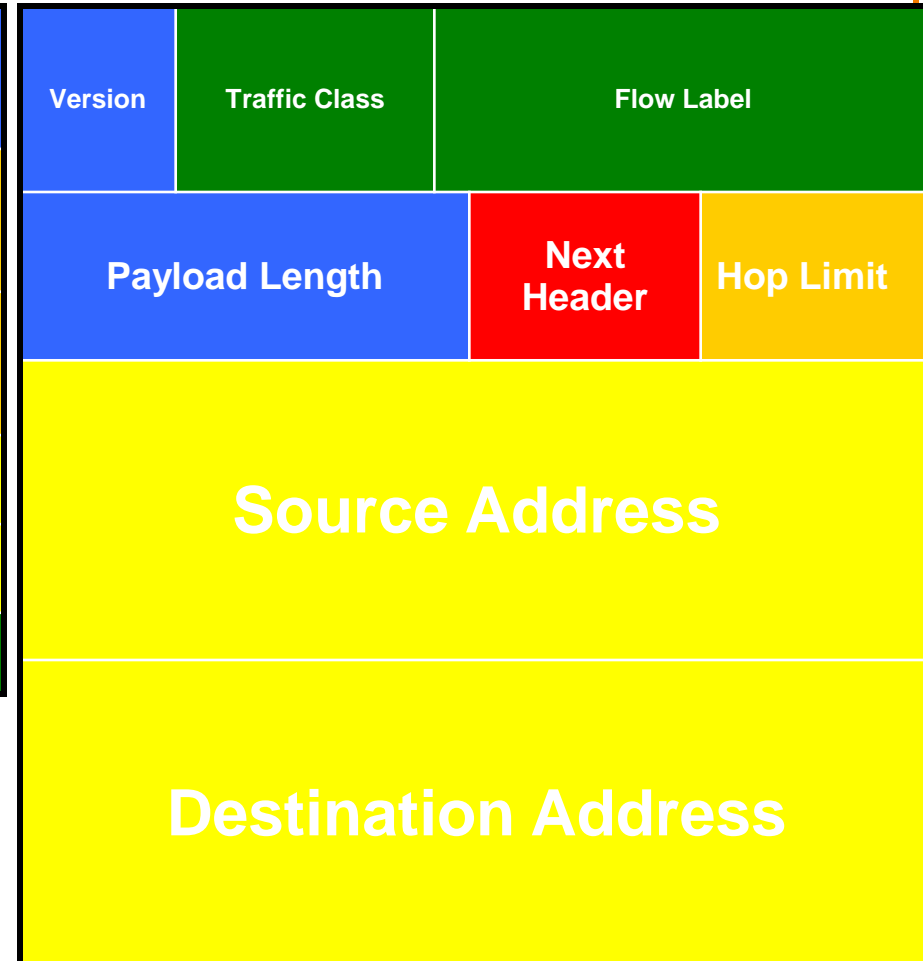 Version Traffic Class Flow Label
Payload Length Next Header Hop Limit
Source Address
Destination Address